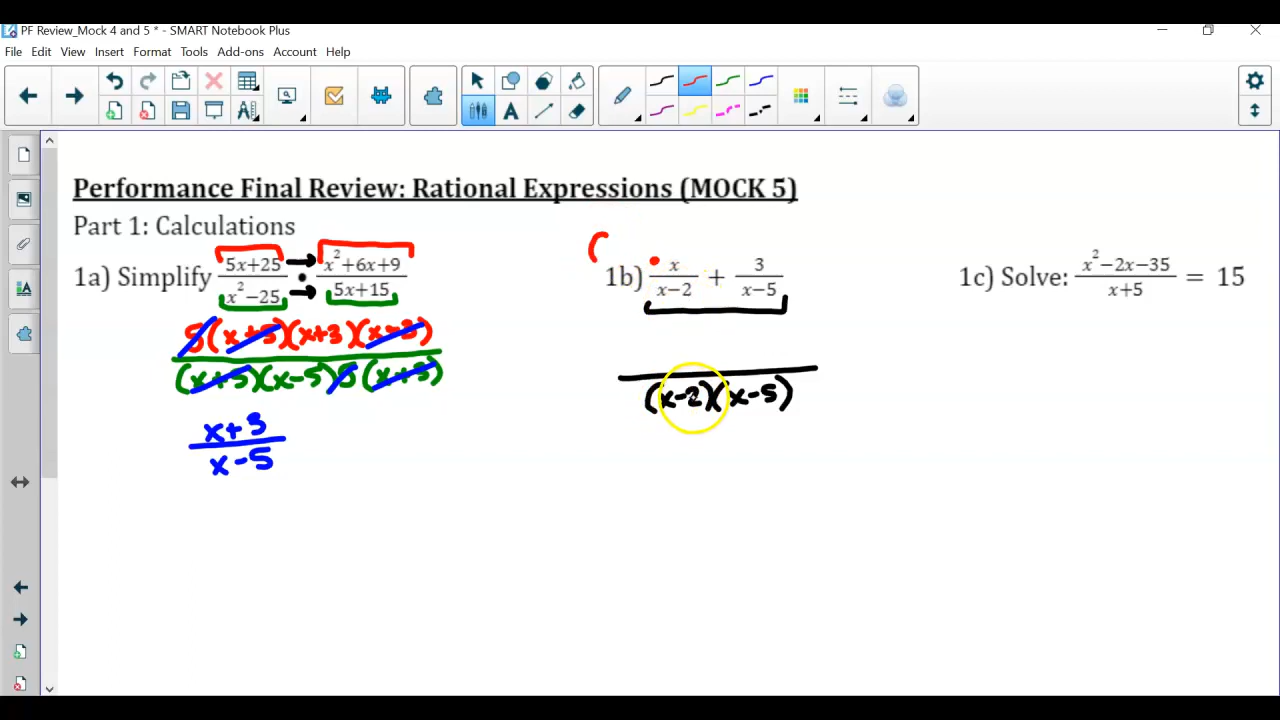 PF Review_Mock 4 and 5 * - SMART Notebook Plus
File Edit View Insert Format Tools Add-ons Account Help
Performance Final Review: Rational Expressions (MOCK 5)
Part 1: Calculations
1a) Simplify (5x+25)/(x²−25) · (x²+6x+9)/(5x+15)
1b) x/(x−2) + 3/(x−5)
1c) Solve: (x²−2x−35)/(x+5) = 15
5(x+5)(x+3)(x+3)
(x+5)(x-5)5(x+3)
(x-2)(x-5)
x+3
x-5